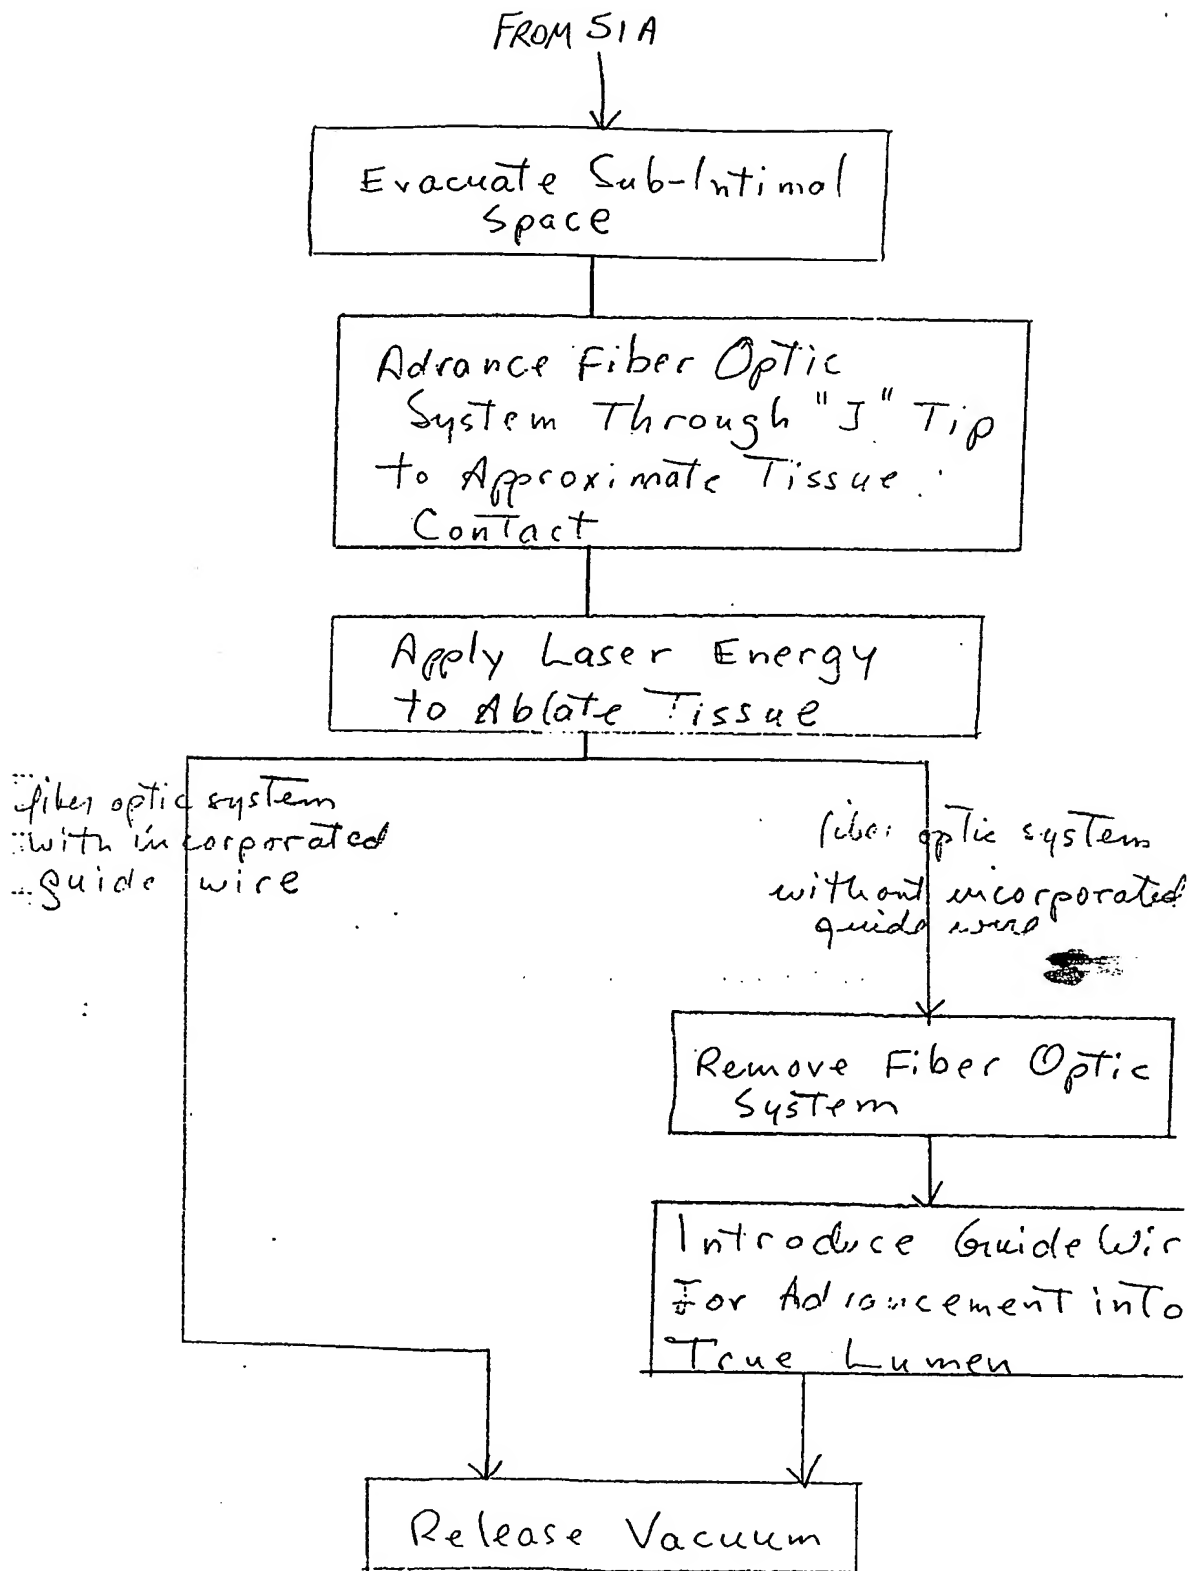 FROM 51A
Evacuate Sub-Intimal
Space
Advance Fiber Optic
System Through "J" Tip
to Approximate Tissue
Contact
Apply Laser Energy
to Ablate Tissue
fiber optic system
with incorporated
guide wire
fiber optic system
without incorporated
guide wire
Remove Fiber Optic
System
Introduce Guide Wir
For Advancement into
True Lumen
Release Vacuum